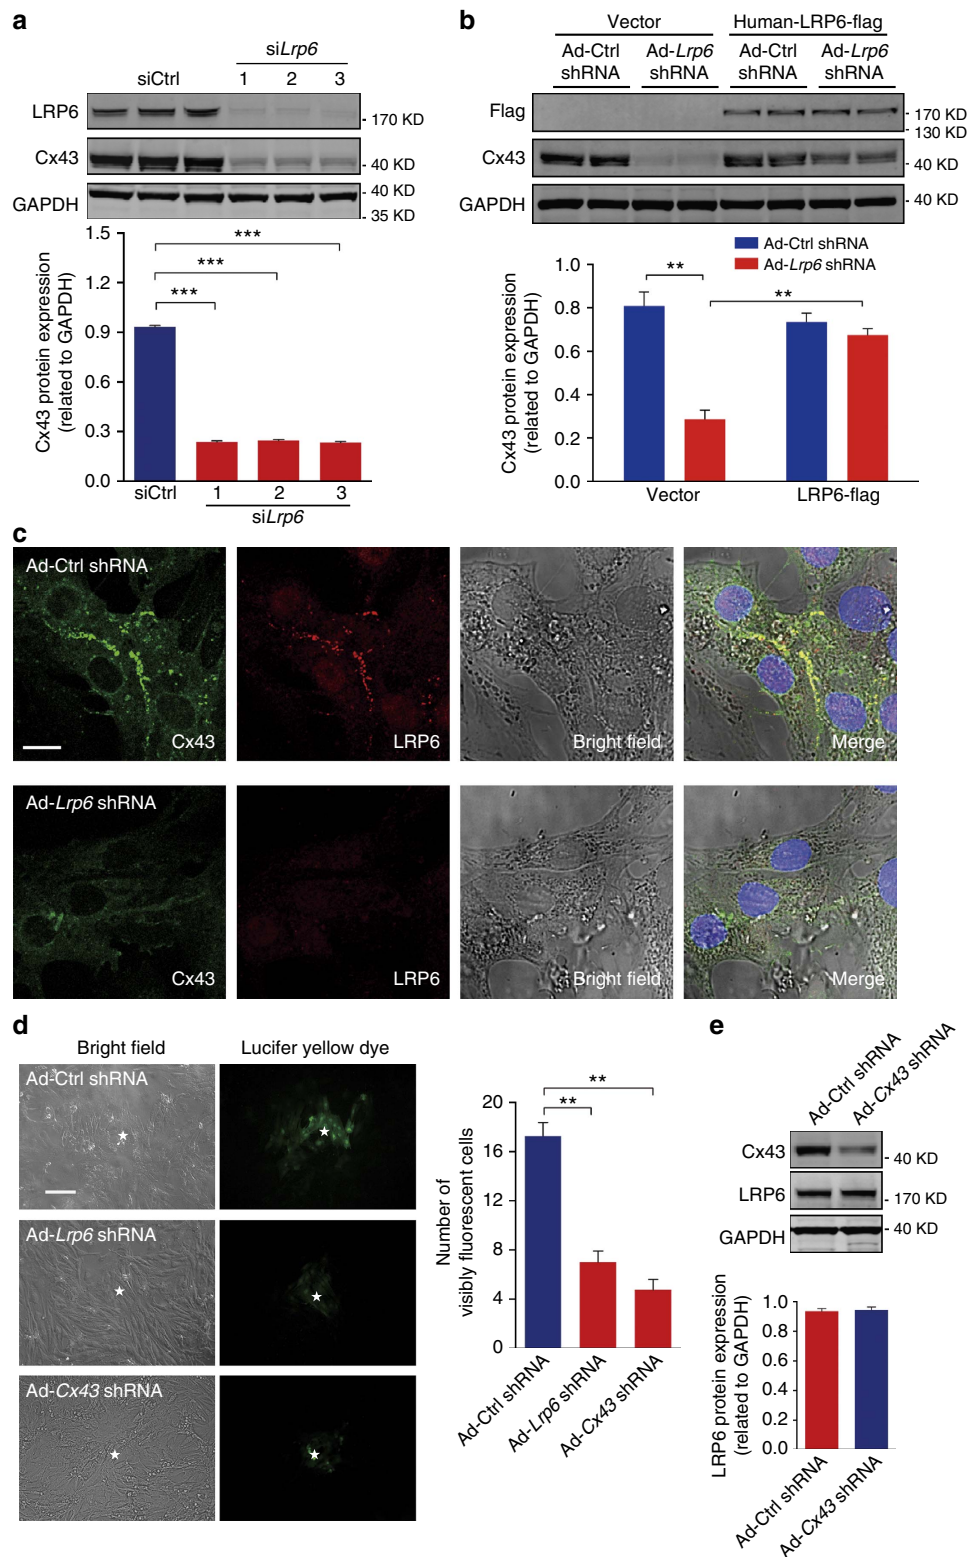 a
siLrp6
siCtrl
1 2 3
LRP6
- 170 KD
Cx43
- 40 KD
- 40 KD
GAPDH
- 35 KD
Cx43 protein expression
(related to GAPDH)
1.5
1.2
0.9
0.6
0.3
0.0
***
***
***
siCtrl 1 2 3
siLrp6
b
Vector Human-LRP6-flag
Ad-Ctrl shRNA Ad-Lrp6 shRNA Ad-Ctrl shRNA Ad-Lrp6 shRNA
Flag
- 170 KD
- 130 KD
Cx43
- 40 KD
GAPDH
- 40 KD
Ad-Ctrl shRNA
Ad-Lrp6 shRNA
Cx43 protein expression
(related to GAPDH)
1.0
0.8
0.6
0.4
0.2
0.0
**
**
Vector LRP6-flag
c
Ad-Ctrl shRNA
Cx43 LRP6 Bright field Merge
Ad-Lrp6 shRNA
Cx43 LRP6 Bright field Merge
d
Bright field Lucifer yellow dye
Ad-Ctrl shRNA
Ad-Lrp6 shRNA
Ad-Cx43 shRNA
Number of
visibly fluorescent cells
20
16
12
8
4
0
**
**
Ad-Ctrl shRNA
Ad-Lrp6 shRNA
Ad-Cx43 shRNA
e
Ad-Ctrl shRNA
Ad-Cx43 shRNA
Cx43
- 40 KD
LRP6
- 170 KD
GAPDH
- 40 KD
LRP6 protein expression
(related to GAPDH)
1.0
0.8
0.6
0.4
0.2
0.0
Ad-Ctrl shRNA
Ad-Cx43 shRNA